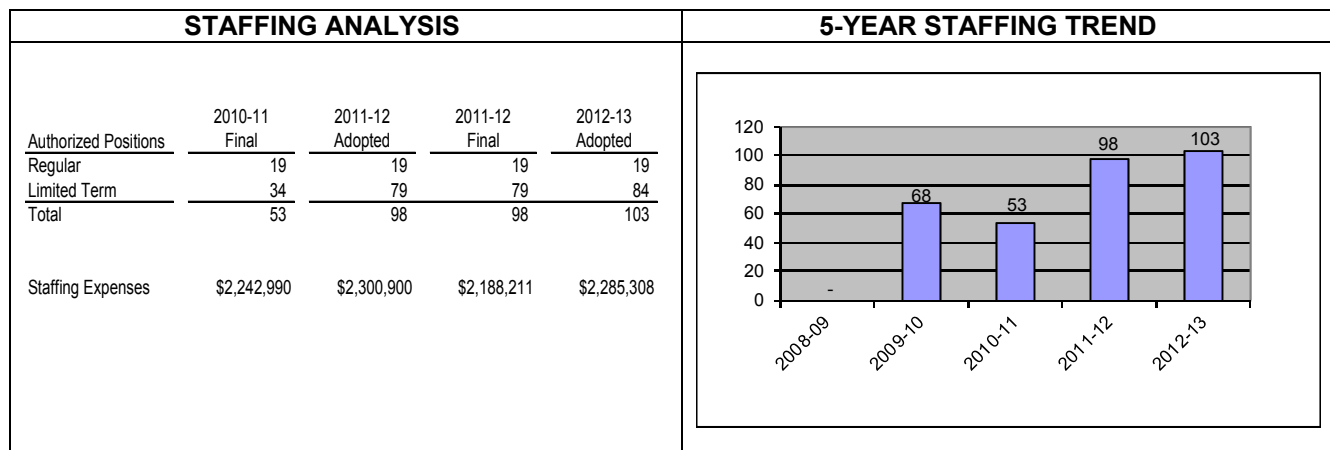 STAFFING ANALYSIS
5-YEAR STAFFING TREND
2010-11 2011-12 2011-12 2012-13
Authorized Positions Final Adopted Final Adopted
Regular 19 19 19 19
Limited Term 34 79 79 84
Total 53 98 98 103
Staffing Expenses $2,242,990 $2,300,900 $2,188,211 $2,285,308
120
100
80
60
40
20
0
- 68 53 98 103
2008-09 2009-10 2010-11 2011-12 2012-13